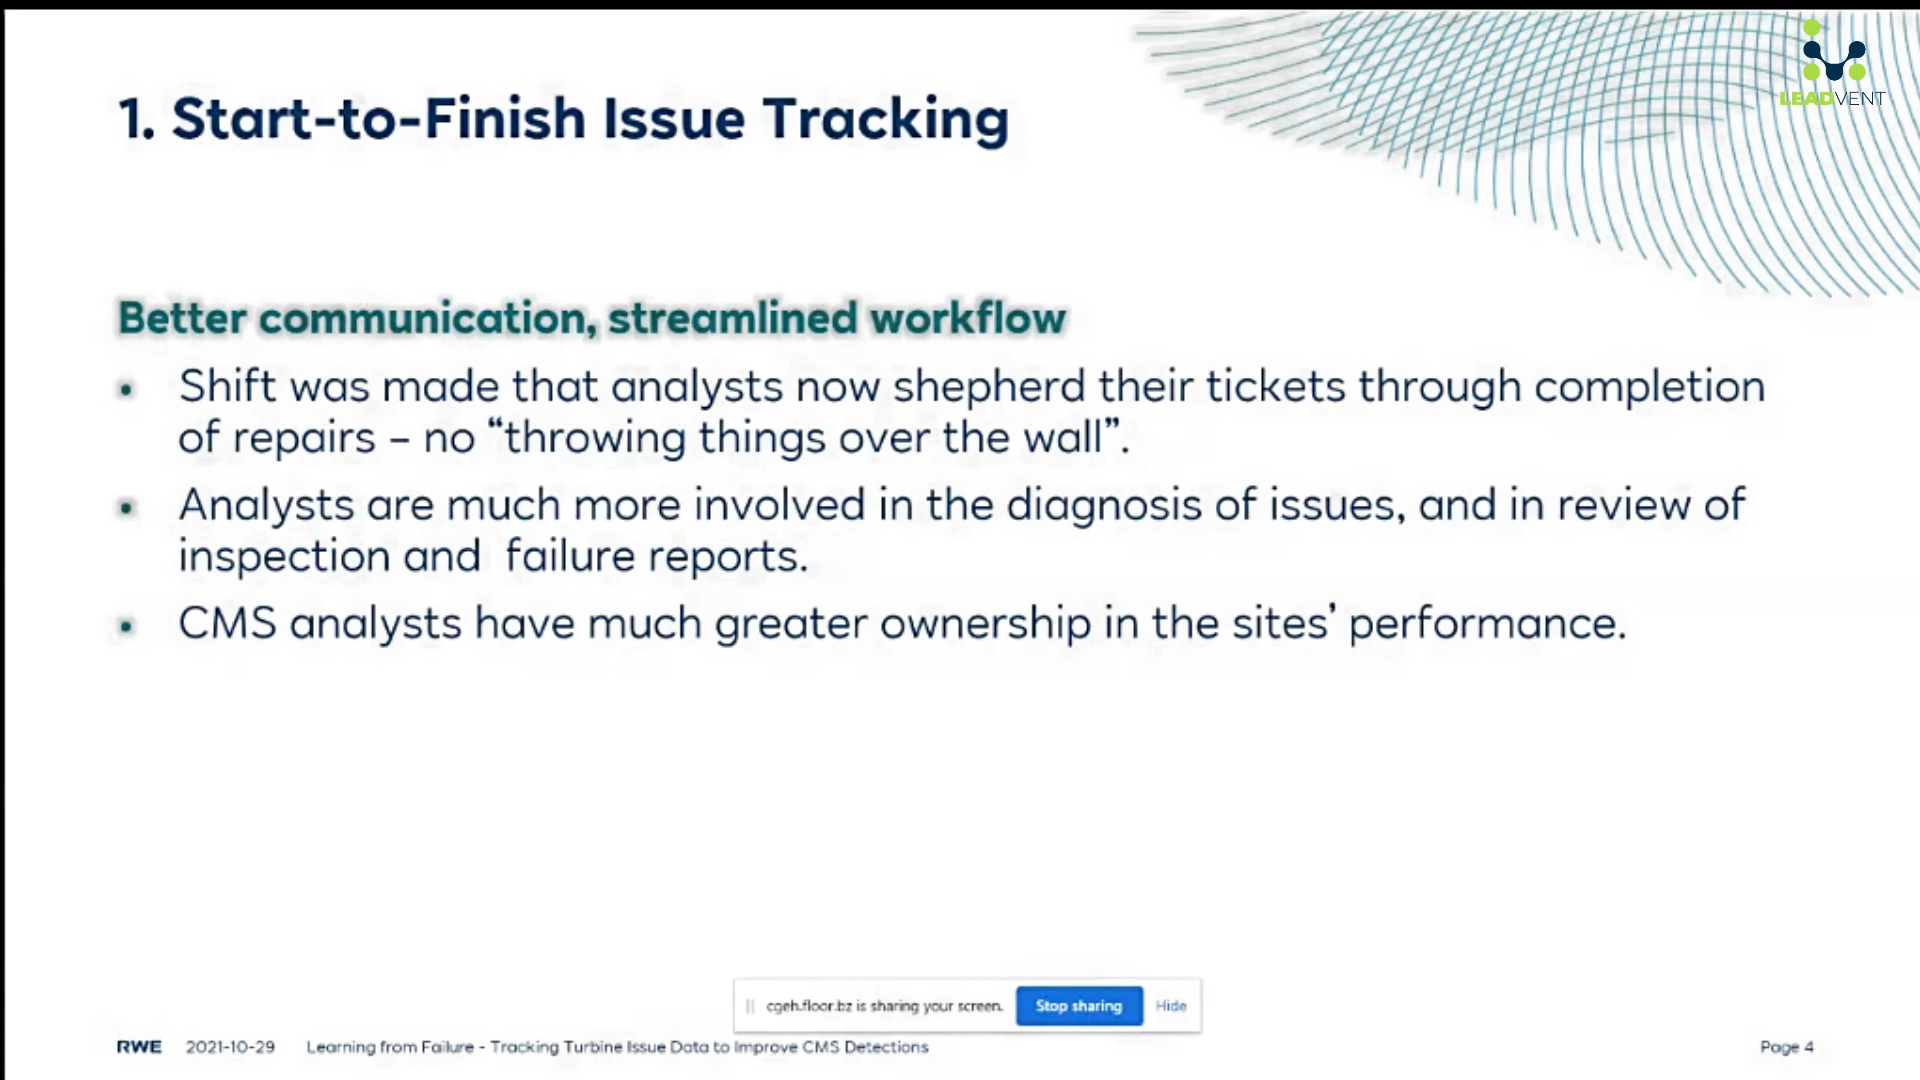 LEADVENT
1. Start-to-Finish Issue Tracking
Better communication, streamlined workflow
• Shift was made that analysts now shepherd their tickets through completion
of repairs – no “throwing things over the wall”.
• Analysts are much more involved in the diagnosis of issues, and in review of
inspection and failure reports.
• CMS analysts have much greater ownership in the sites’ performance.
cgeh.floor.bz is sharing your screen. Stop sharing Hide
RWE 2021-10-29 Learning from Failure - Tracking Turbine Issue Data to Improve CMS Detections Page 4